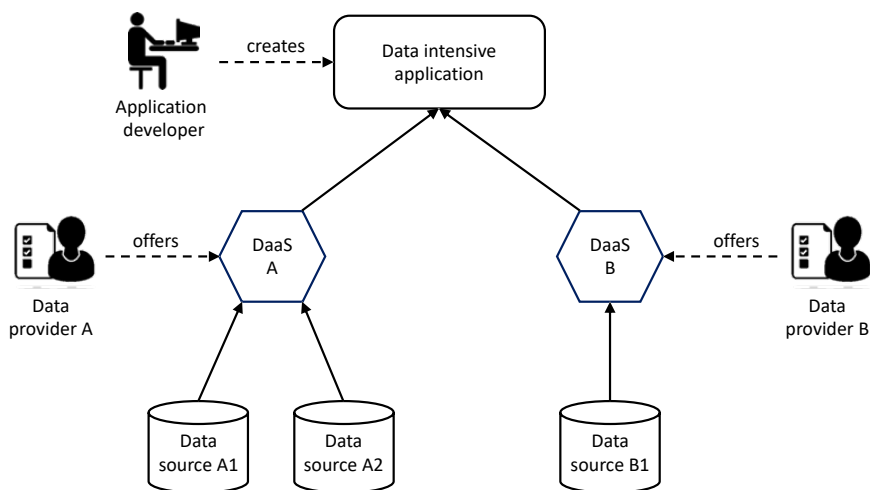 creates
Data intensive
application
Application
developer
offers
DaaS
A
DaaS
B
offers
Data
provider A
Data
provider B
Data
source A1
Data
source A2
Data
source B1